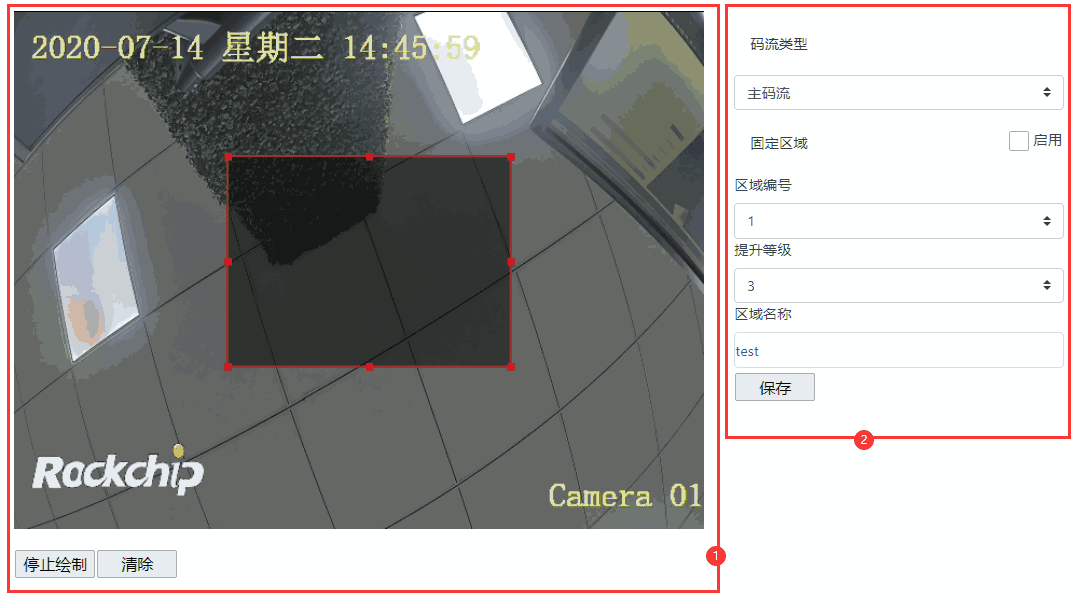 2020-07-14 星期二 14:45:59
Rockchip
Camera 01
停止绘制 清除
1
码流类型
主码流
固定区域 启用
区域编号
1
提升等级
3
区域名称
test
保存
2